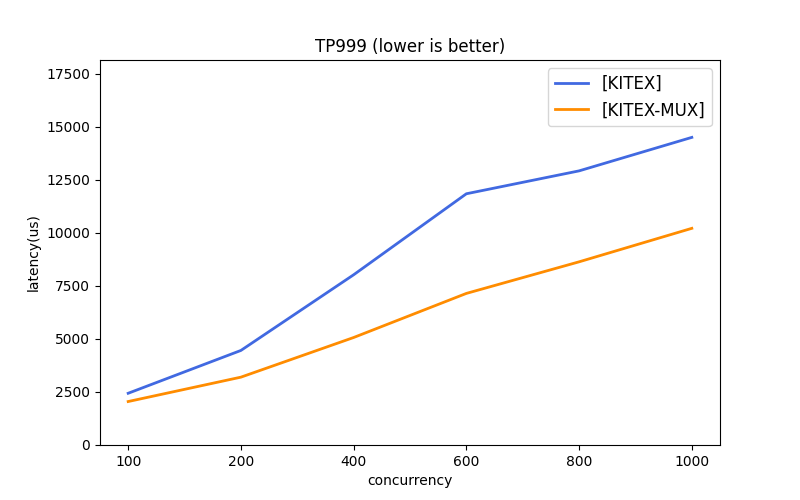 TP999 (lower is better)
[KITEX]
[KITEX-MUX]
latency(us)
17500
15000
12500
10000
7500
5000
2500
0
100 200 400 600 800 1000
concurrency